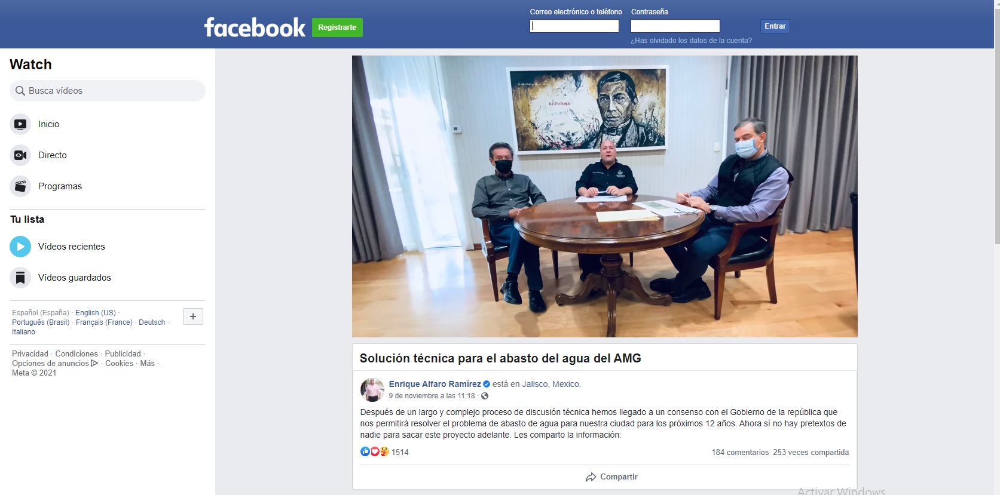 facebook
Registrarte
Correo electrónico o teléfono
Contraseña
Entrar
¿Has olvidado los datos de la cuenta?
Watch
Busca vídeos
Inicio
Directo
Programas
Tu lista
Vídeos recientes
Vídeos guardados
Español (España) · English (US) ·
Português (Brasil) · Français (France) · Deutsch ·
Italiano
Privacidad · Condiciones · Publicidad ·
Opciones de anuncios · Cookies · Más ·
Meta © 2021
REFORMA
Solución técnica para el abasto del agua del AMG
Enrique Alfaro Ramírez está en Jalisco, Mexico.
9 de noviembre a las 11:18 ·
Después de un largo y complejo proceso de discusión técnica hemos llegado a un consenso con el Gobierno de la república que
nos permitirá resolver el problema de abasto de agua para nuestra ciudad para los próximos 12 años. Ahora sí no hay pretextos de
nadie para sacar este proyecto adelante. Les comparto la información:
1514
184 comentarios 253 veces compartida
Compartir
Activar Windows